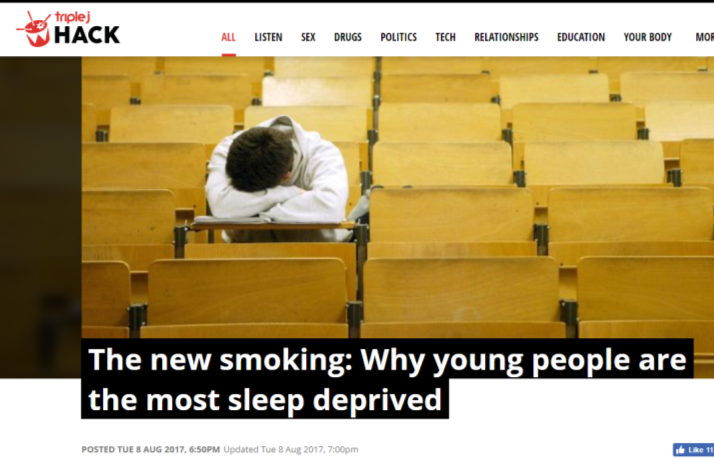 triple j
HACK
ALL LISTEN SEX DRUGS POLITICS TECH RELATIONSHIPS EDUCATION YOUR BODY
The new smoking: Why young people are
the most sleep deprived
POSTED TUE 8 AUG 2017, 6:50PM Updated Tue 8 Aug 2017, 7:00pm
Like